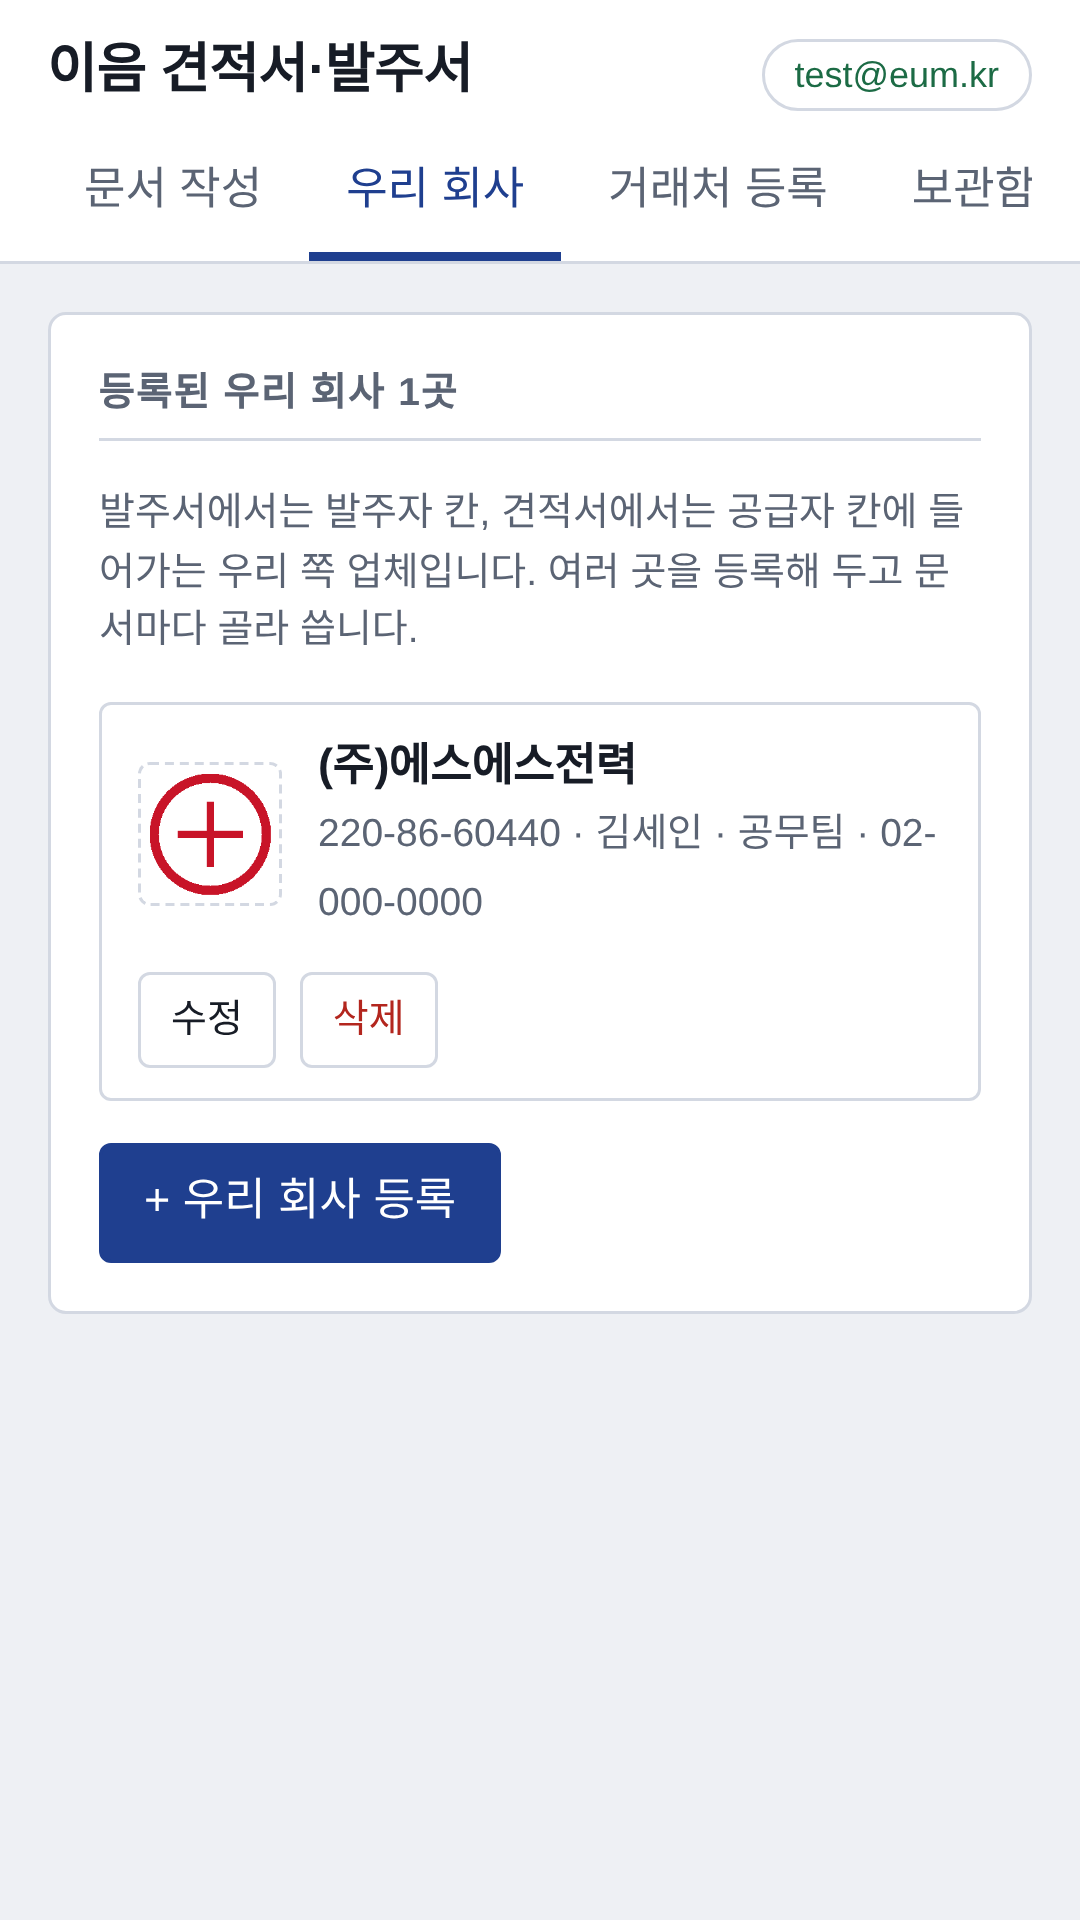 이음 견적서·발주서
test@eum.kr
문서 작성
우리 회사
거래처 등록
보관함
등록된 우리 회사 1곳
발주서에서는 발주자 칸, 견적서에서는 공급자 칸에 들
어가는 우리 쪽 업체입니다. 여러 곳을 등록해 두고 문
서마다 골라 씁니다.
(주)에스에스전력
220-86-60440 · 김세인 · 공무팀 · 02-
000-0000
수정
삭제
+ 우리 회사 등록